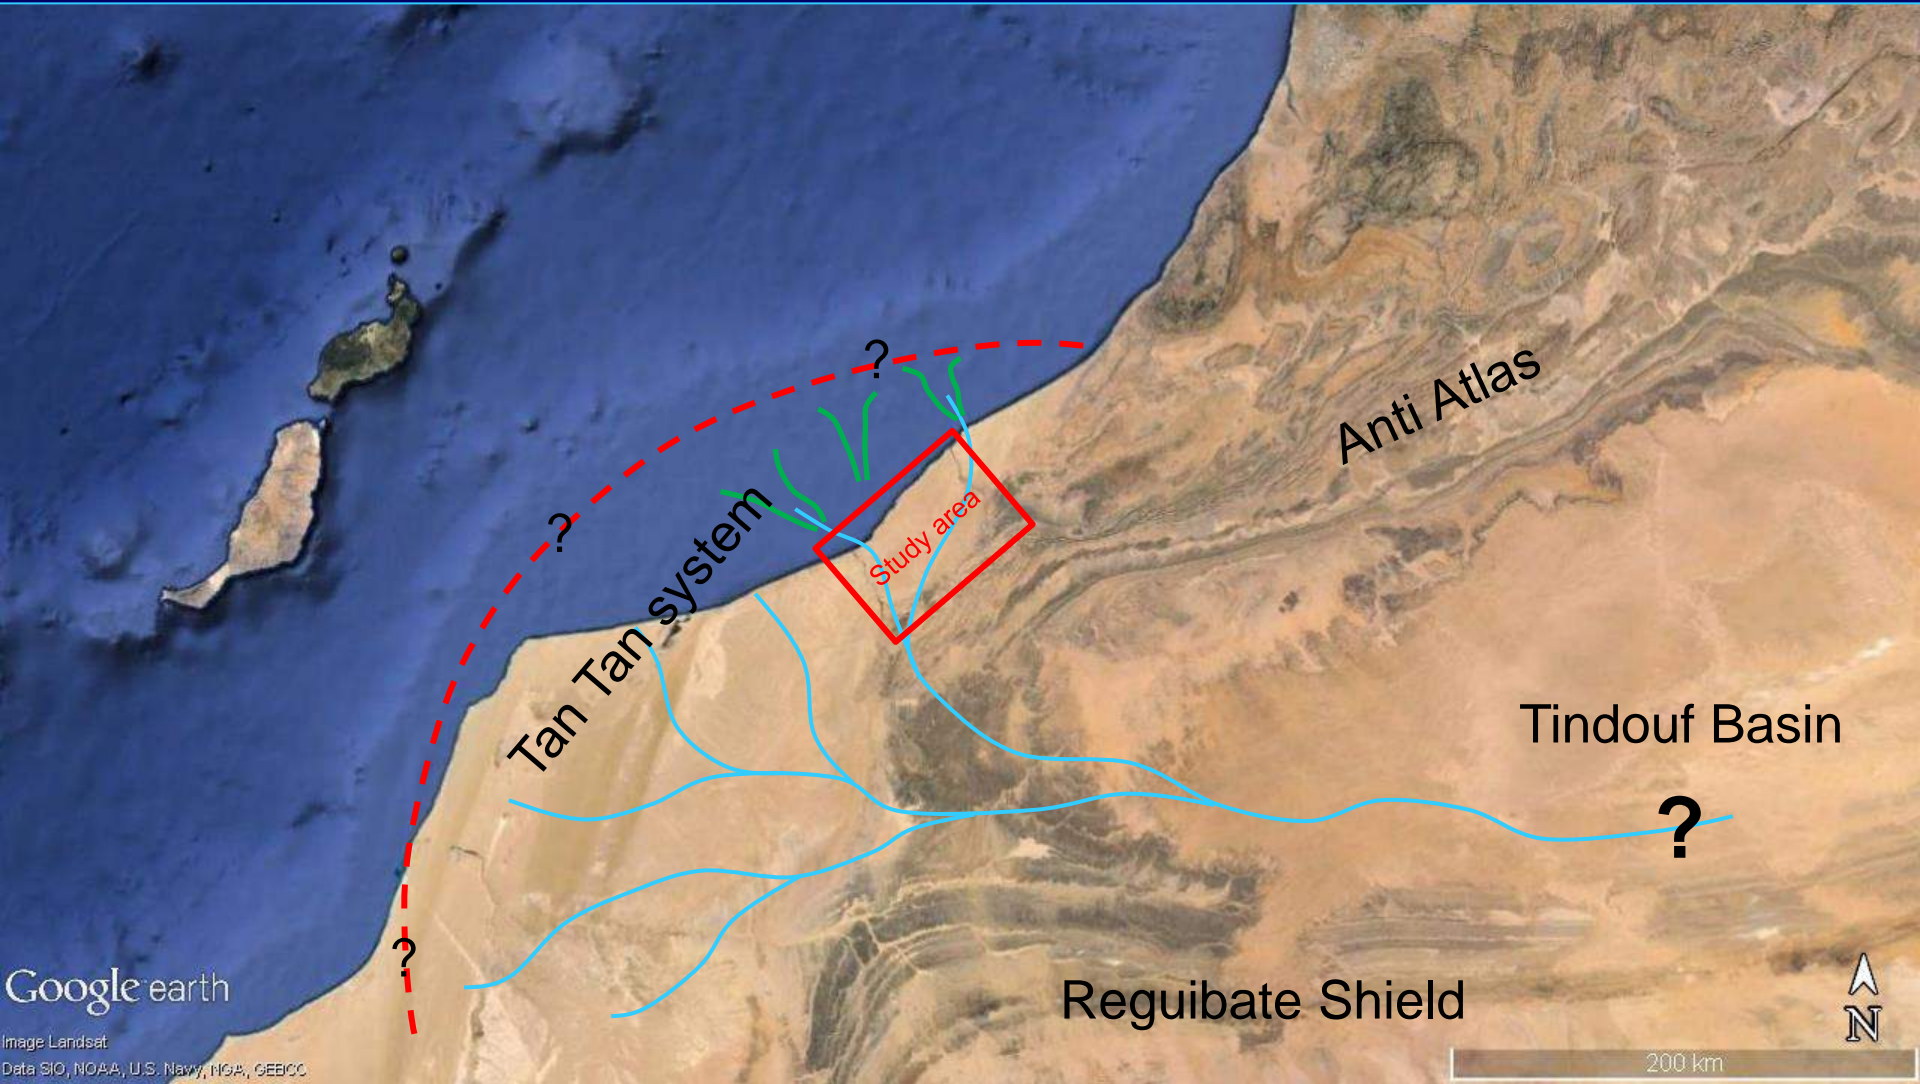 ?
Anti Atlas
?
Study area
Tan Tan system
Tindouf Basin
?
?
Reguibate Shield
Google earth
N
Image Landsat
Data SIO, NOAA, U.S. Navy, NGA, GEBCO
200 km